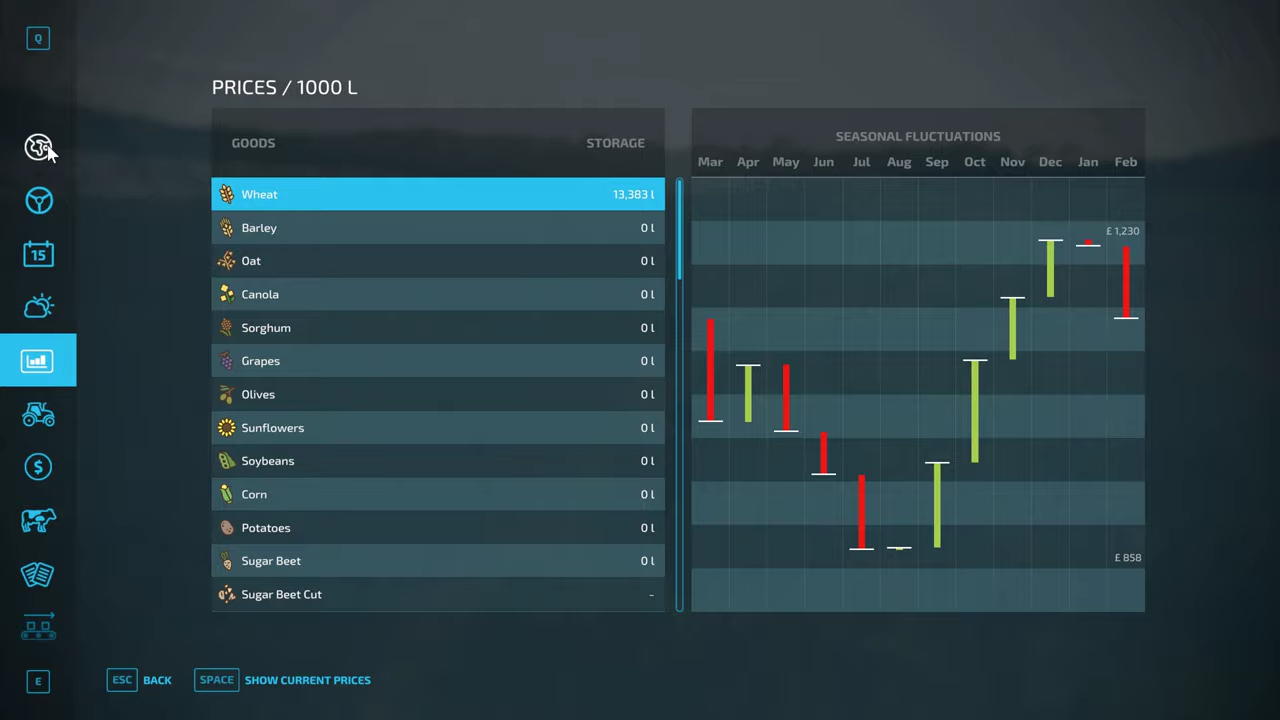 Q
PRICES / 1000 L
GOODS STORAGE
Wheat 13,383 l
Barley 0 l
Oat 0 l
Canola 0 l
Sorghum 0 l
Grapes 0 l
Olives 0 l
Sunflowers 0 l
Soybeans 0 l
Corn 0 l
Potatoes 0 l
Sugar Beet 0 l
Sugar Beet Cut -
SEASONAL FLUCTUATIONS
Mar Apr May Jun Jul Aug Sep Oct Nov Dec Jan Feb
£ 1,230
£ 858
15
$
E
ESC BACK SPACE SHOW CURRENT PRICES